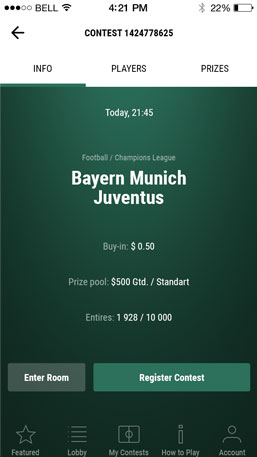 BELL 4:21 PM 22%
CONTEST 1424778625
INFO PLAYERS PRIZES
Today, 21:45
Football / Champions League
Bayern Munich
Juventus
Buy-in: $ 0.50
Prize pool: $500 Gtd. / Standart
Entires: 1 928 / 10 000
Enter Room Register Contest
Featured Lobby My Contests How to Play Account